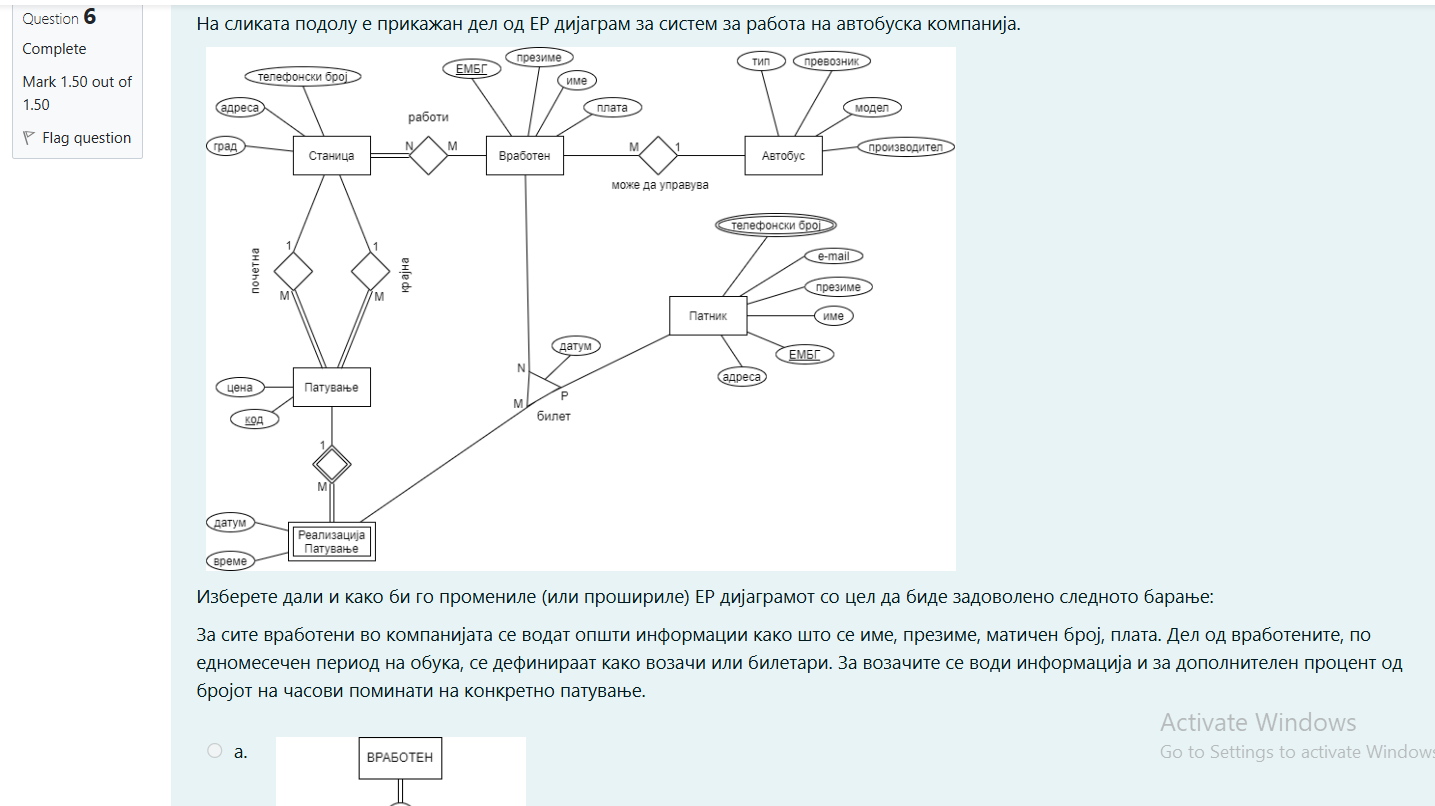 Question 6
Complete
Mark 1.50 out of
1.50
Flag question
На сликата подолу е прикажан дел од ЕР дијаграм за систем за работа на автобуска компанија.
телефонски број
адреса
град
Станица
работи
N
M
ЕМБГ
презиме
име
плата
Вработен
M
1
може да управува
тип
превозник
модел
производител
Автобус
почетна
1
M
1
M
крајна
телефонски број
e-mail
презиме
име
ЕМБГ
адреса
Патник
цена
код
Патување
датум
N
M
P
билет
1
M
датум
време
Реализација
Патување
Изберете дали и како би го промениле (или прошириле) ЕР дијаграмот со цел да биде задоволено следното барање:
За сите вработени во компанијата се водат општи информации како што се име, презиме, матичен број, плата. Дел од вработените, по
едномесечен период на обука, се дефинираат како возачи или билетари. За возачите се води информација и за дополнителен процент од
бројот на часови поминати на конкретно патување.
a.
ВРАБОТЕН
Activate Windows
Go to Settings to activate Windows